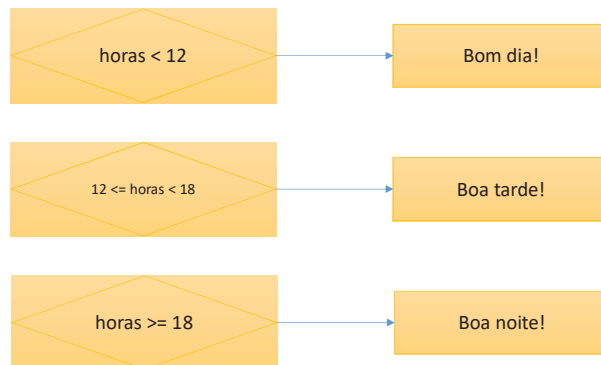 horas < 12
Bom dia!
12 <= horas < 18
Boa tarde!
horas >= 18
Boa noite!